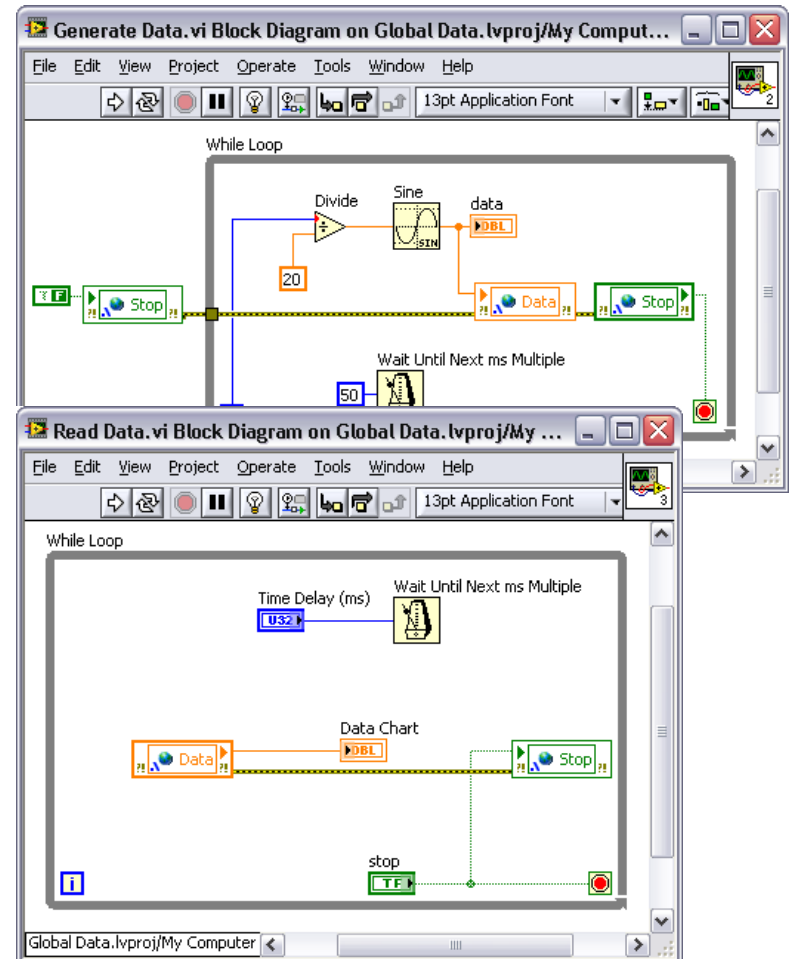 Generate Data.vi Block Diagram on Global Data.lvproj/My Comput...
File Edit View Project Operate Tools Window Help
13pt Application Font
2
While Loop
Divide
Sine
data
DBL
SIN
20
F
Stop
Data
Stop
Wait Until Next ms Multiple
50
Read Data.vi Block Diagram on Global Data.lvproj/My ...
File Edit View Project Operate Tools Window Help
13pt Application Font
3
While Loop
Time Delay (ms)
Wait Until Next ms Multiple
U32
Data Chart
DBL
Data
Stop
stop
TF
i
Global Data.lvproj/My Computer